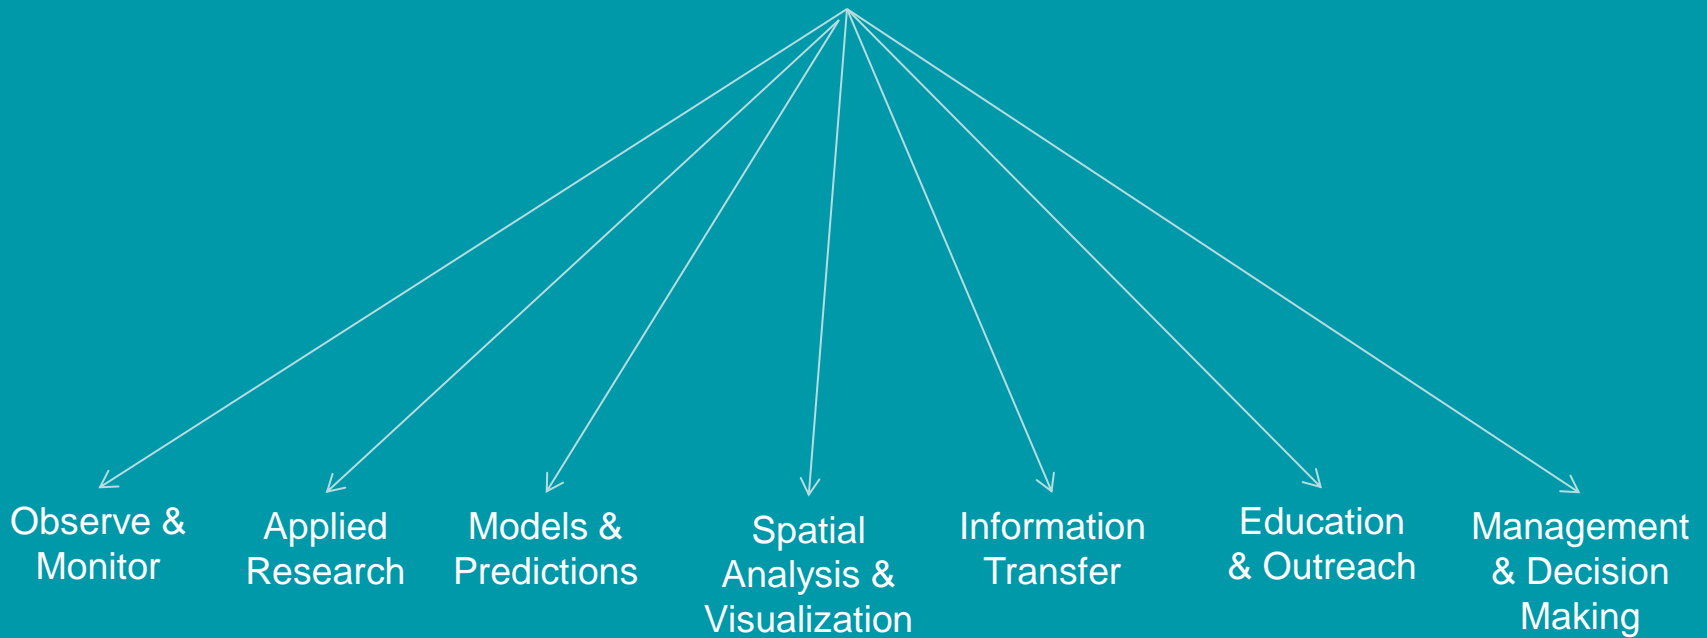 Observe &
Monitor
Applied
Research
Models &
Predictions
Spatial
Analysis &
Visualization
Information
Transfer
Education
& Outreach
Management
& Decision
Making